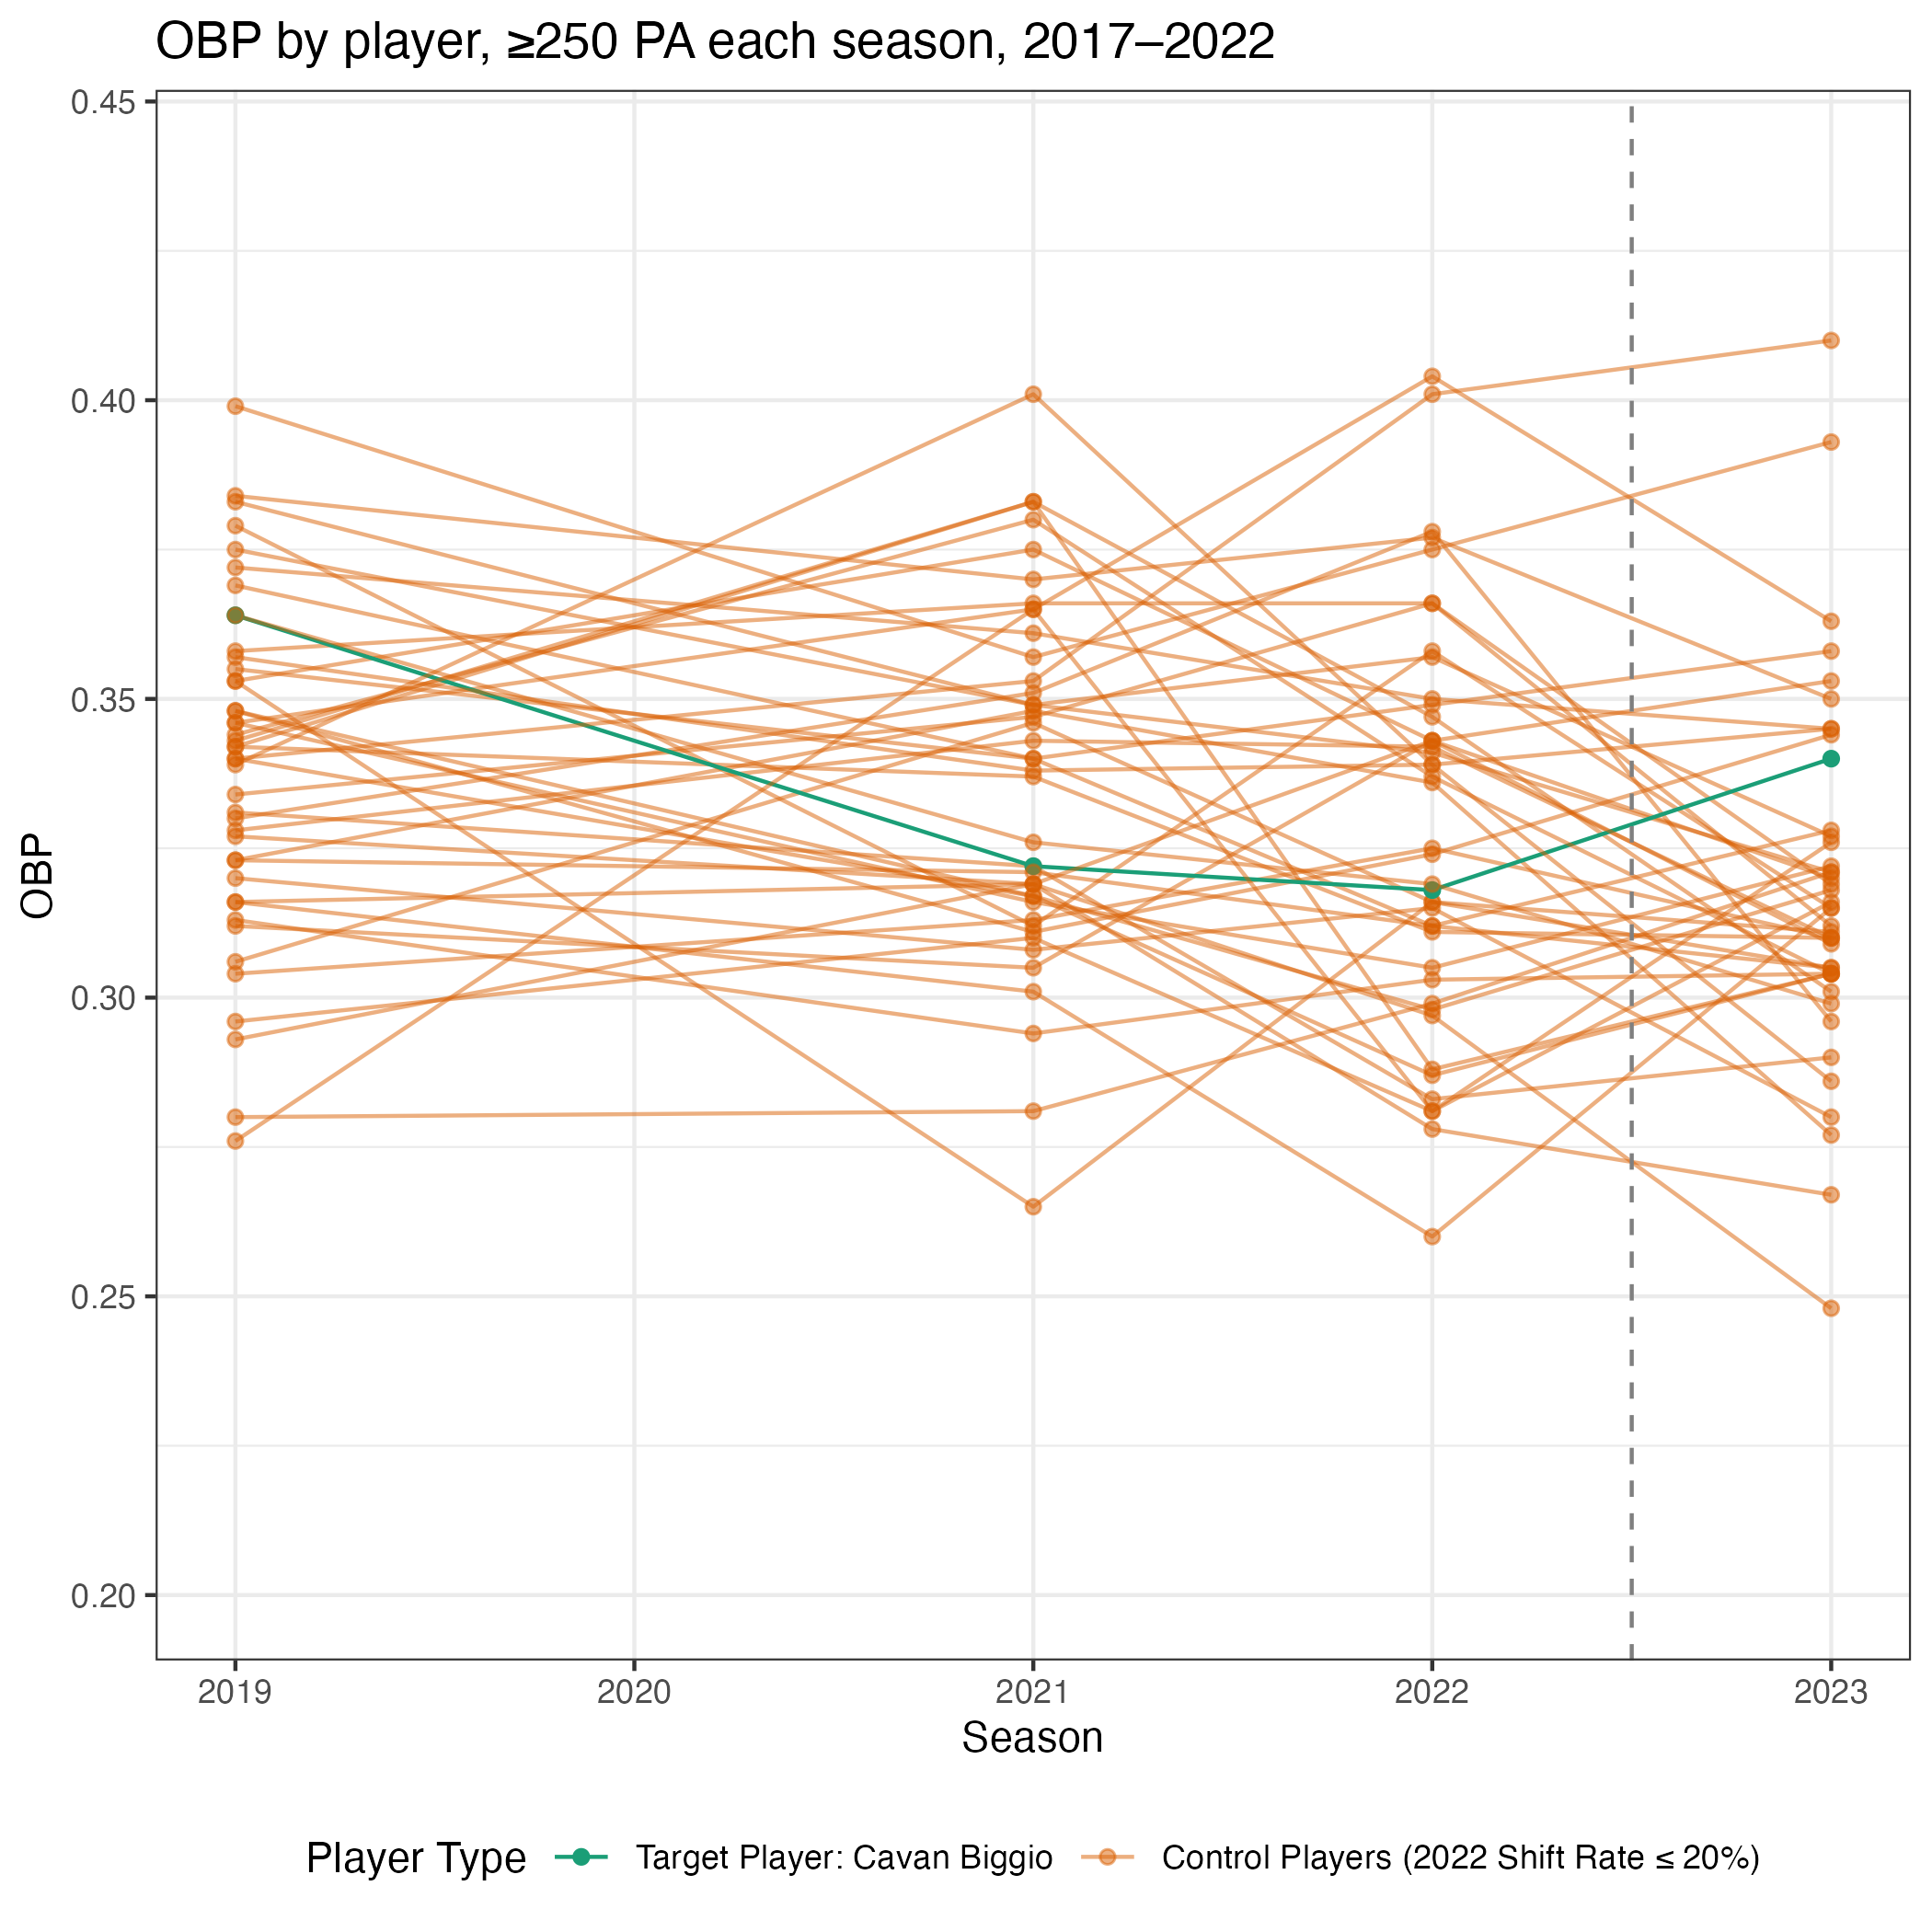 OBP by player, ≥250 PA each season, 2017–2022
OBP
0.45
0.40
0.35
0.30
0.25
0.20
2019 2020 2021 2022 2023
Season
Player Type Target Player: Cavan Biggio Control Players (2022 Shift Rate ≤ 20%)